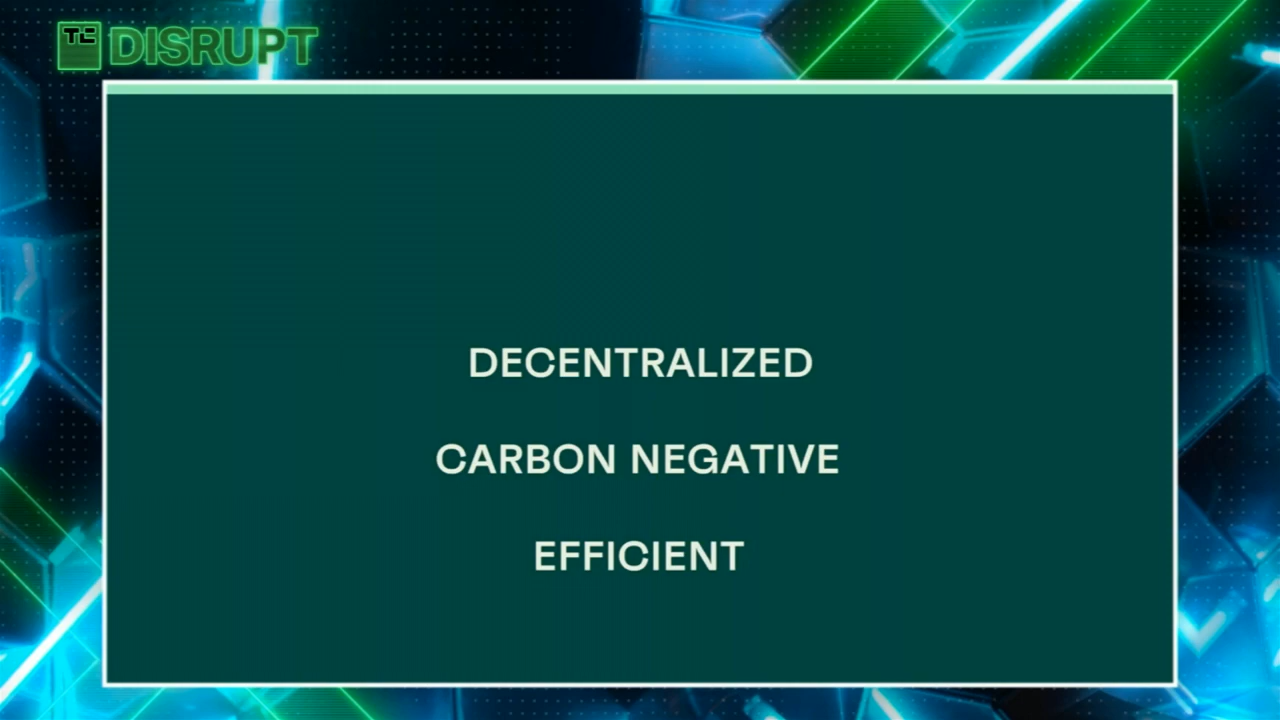 TC DISRUPT
DECENTRALIZED
CARBON NEGATIVE
EFFICIENT